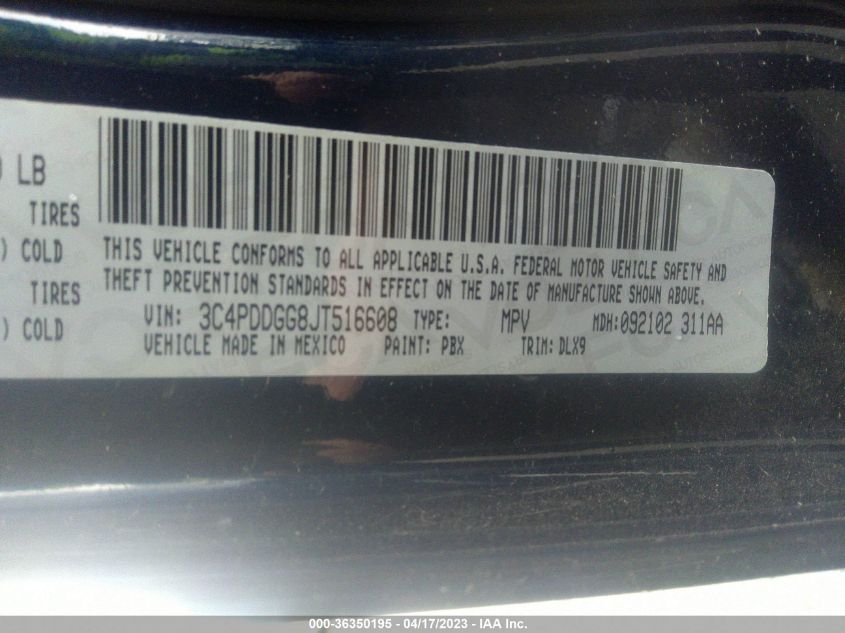 ) LB
TIRES
) COLD
TIRES
) COLD
THIS VEHICLE CONFORMS TO ALL APPLICABLE U.S.A. FEDERAL MOTOR VEHICLE SAFETY AND
THEFT PREVENTION STANDARDS IN EFFECT ON THE DATE OF MANUFACTURE SHOWN ABOVE.
VIN: 3C4PDDGG8JT516608 TYPE: MPV MDH:092102 311AA
VEHICLE MADE IN MEXICO PAINT: PBX TRIM: DLX9
000-36350195 - 04/17/2023 - IAA Inc.